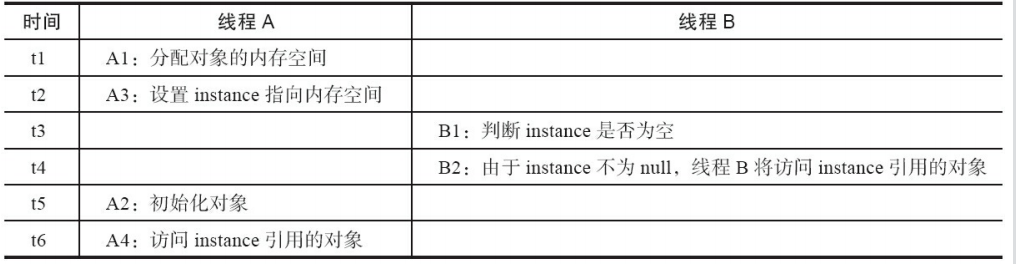 时间 线程 A 线程 B
t1 A1：分配对象的内存空间
t2 A3：设置 instance 指向内存空间
t3 B1：判断 instance 是否为空
t4 B2：由于 instance 不为 null，线程 B 将访问 instance 引用的对象
t5 A2：初始化对象
t6 A4：访问 instance 引用的对象